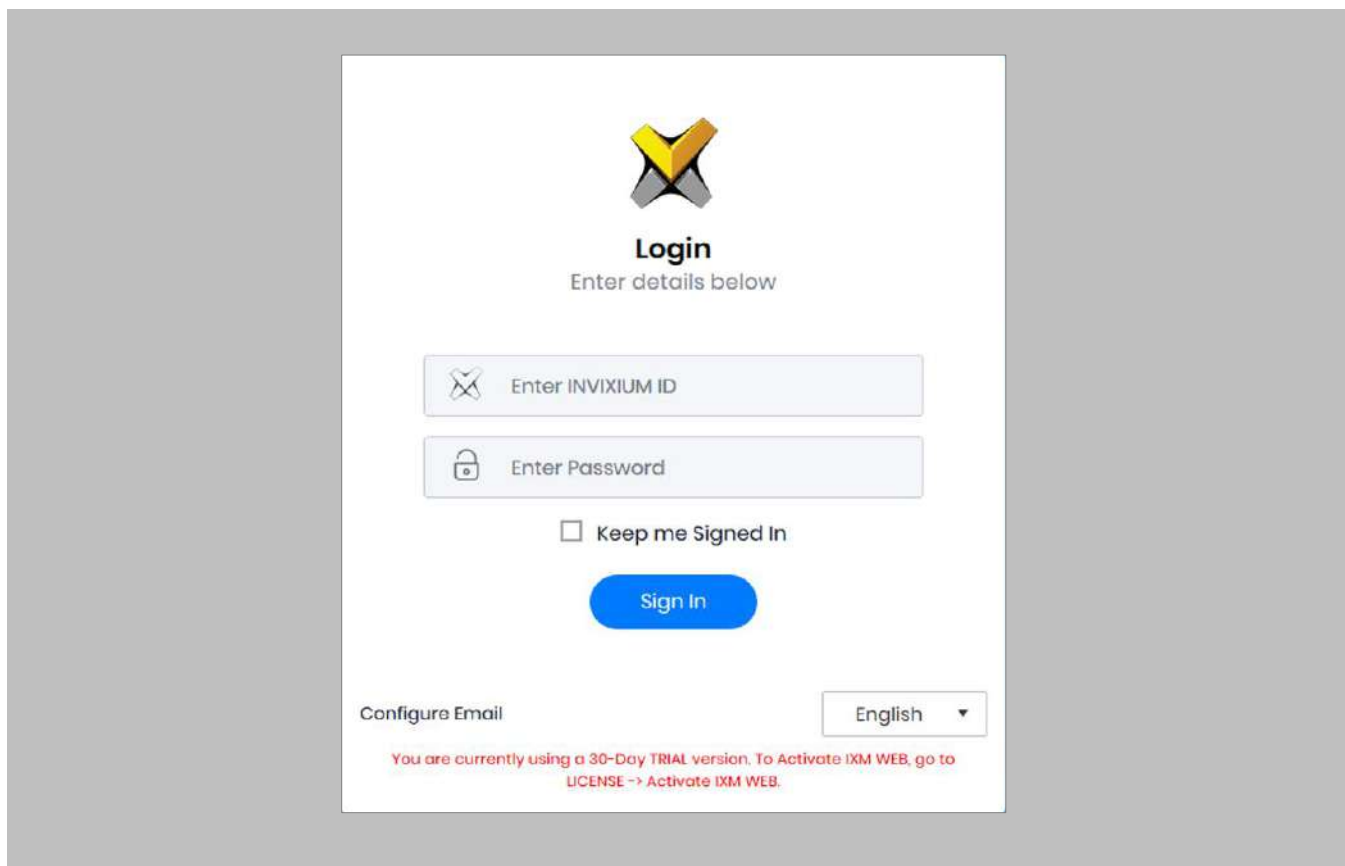 Login
Enter details below
Enter INVIXIUM ID
Enter Password
Keep me Signed In
Sign In
Configure Email
English
You are currently using a 30-Day TRIAL version. To Activate IXM WEB, go to
LICENSE -> Activate IXM WEB.